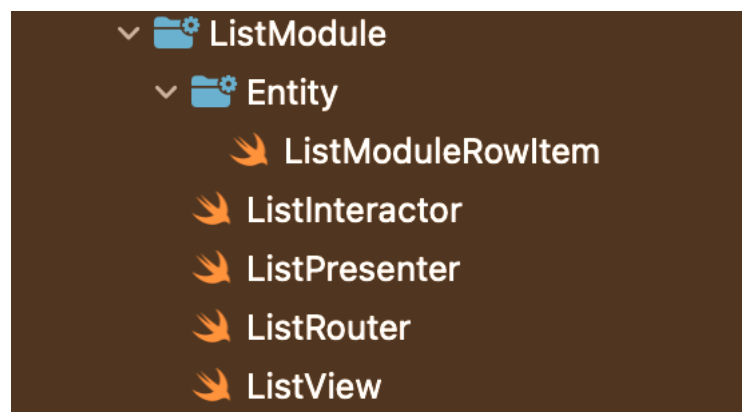 ListModule
Entity
ListModuleRowItem
ListInteractor
ListPresenter
ListRouter
ListView